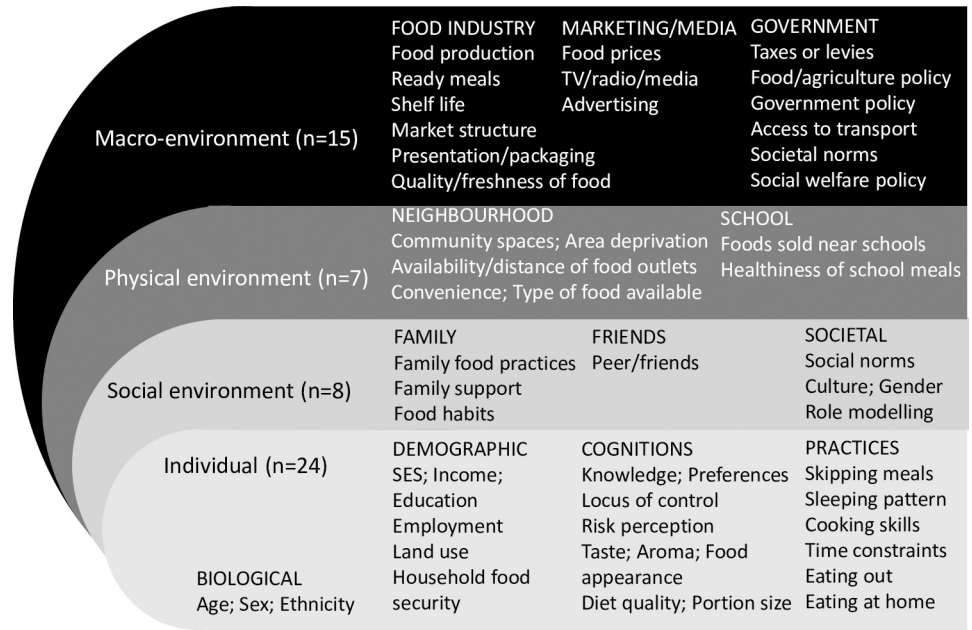 Macro-environment (n=15)
FOOD INDUSTRY
Food production
Ready meals
Shelf life
Market structure
Presentation/packaging
Quality/freshness of food
MARKETING/MEDIA
Food prices
TV/radio/media
Advertising
GOVERNMENT
Taxes or levies
Food/agriculture policy
Government policy
Access to transport
Societal norms
Social welfare policy
Physical environment (n=7)
NEIGHBOURHOOD
Community spaces; Area deprivation
Availability/distance of food outlets
Convenience; Type of food available
SCHOOL
Foods sold near schools
Healthiness of school meals
Social environment (n=8)
FAMILY
Family food practices
Family support
Food habits
FRIENDS
Peer/friends
SOCIETAL
Social norms
Culture; Gender
Role modelling
Individual (n=24)
BIOLOGICAL
Age; Sex; Ethnicity
DEMOGRAPHIC
SES; Income;
Education
Employment
Land use
Household food
security
COGNITIONS
Knowledge; Preferences
Locus of control
Risk perception
Taste; Aroma; Food
appearance
Diet quality; Portion size
PRACTICES
Skipping meals
Sleeping pattern
Cooking skills
Time constraints
Eating out
Eating at home